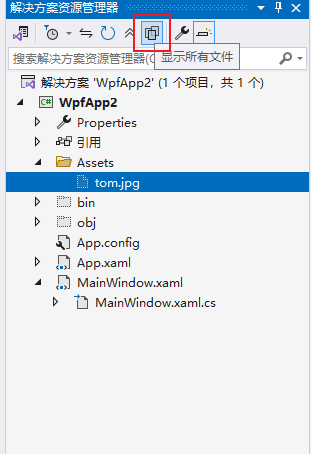 解决方案资源管理器
显示所有文件
搜索解决方案资源管理器(C
解决方案 'WpfApp2' (1 个项目，共 1 个)
WpfApp2
Properties
引用
Assets
tom.jpg
bin
obj
App.config
App.xaml
MainWindow.xaml
MainWindow.xaml.cs